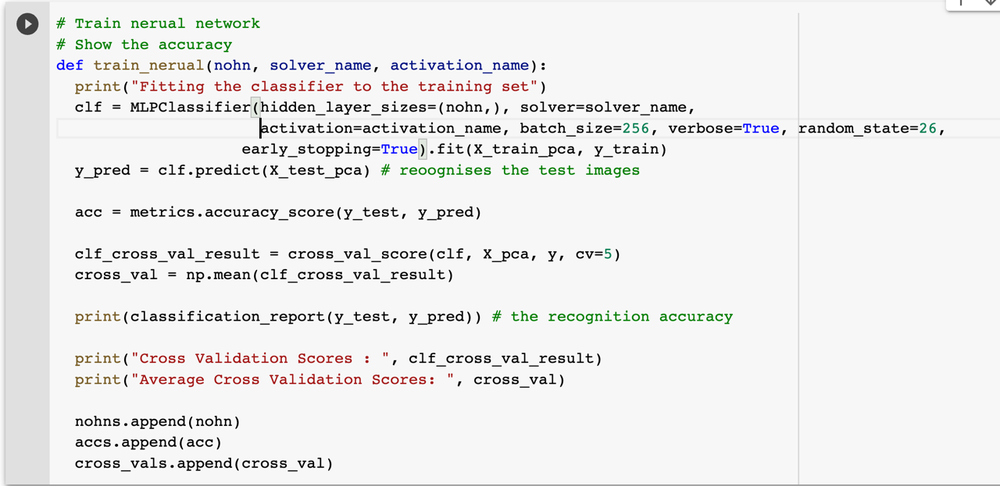 # Train nerual network
# Show the accuracy
def train_nerual(nohn, solver_name, activation_name):
  print("Fitting the classifier to the training set")
  clf = MLPClassifier(hidden_layer_sizes=(nohn,), solver=solver_name,
                      activation=activation_name, batch_size=256, verbose=True, random_state=26,
                    early_stopping=True).fit(X_train_pca, y_train)
  y_pred = clf.predict(X_test_pca) # reoognises the test images
  acc = metrics.accuracy_score(y_test, y_pred)
  clf_cross_val_result = cross_val_score(clf, X_pca, y, cv=5)
  cross_val = np.mean(clf_cross_val_result)
  print(classification_report(y_test, y_pred)) # the recognition accuracy
  print("Cross Validation Scores : ", clf_cross_val_result)
  print("Average Cross Validation Scores: ", cross_val)
  nohns.append(nohn)
  accs.append(acc)
  cross_vals.append(cross_val)